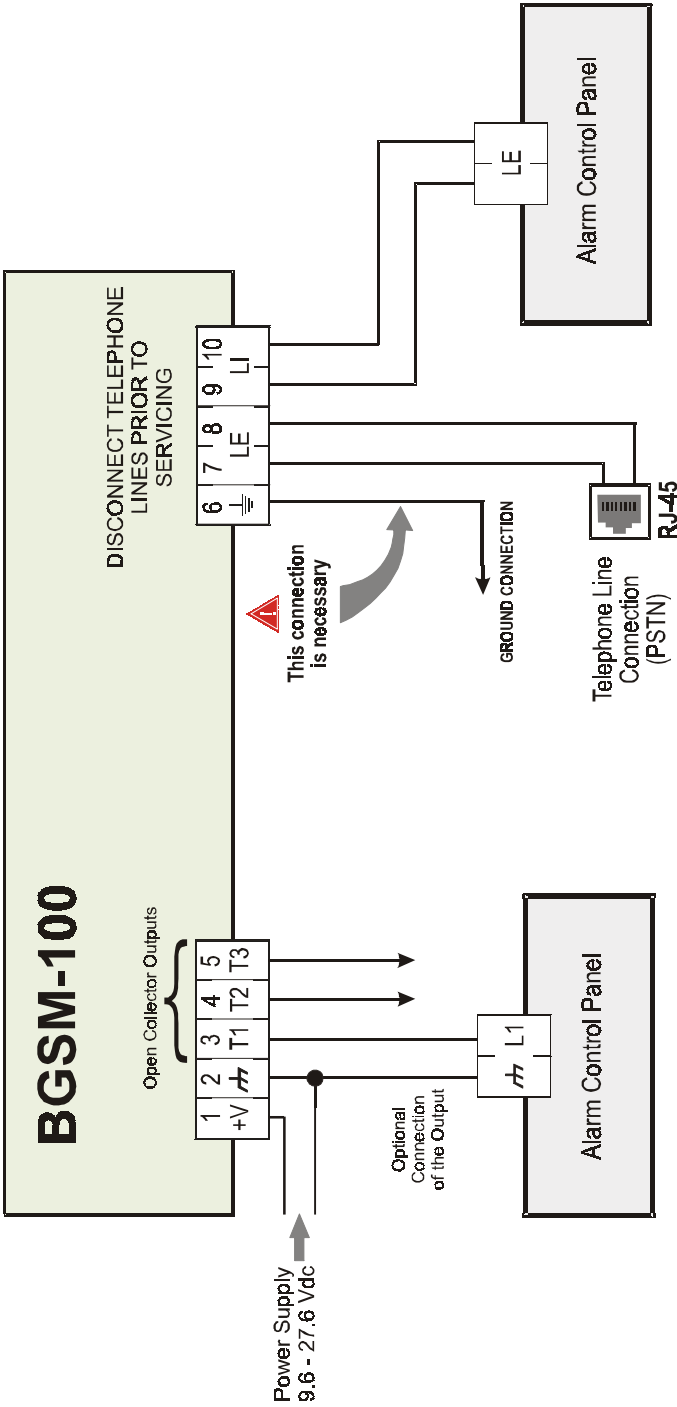 BGSM-100
DISCONNECT TELEPHONE
LINES PRIOR TO
SERVICING
Open Collector Outputs
1 2 3 4 5
+V T1 T2 T3
6 7 8 9 10
LE LI
Power Supply
9.6 - 27.6 Vdc
This connection
is necessary
Optional
Connection
of the Output
GROUND CONNECTION
L1
LE
Alarm Control Panel
Telephone Line
Connection
(PSTN)
RJ-45
Alarm Control Panel